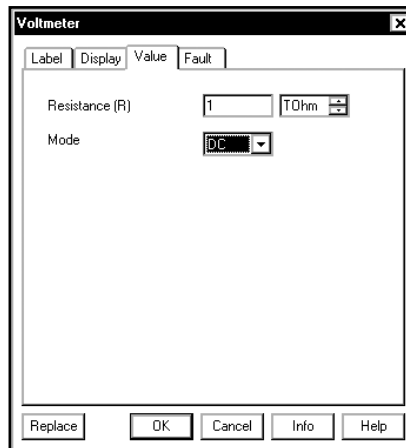 Voltmeter
Label Display Value Fault
Resistance (R) 1 TOhm
Mode DC
Replace OK Cancel Info Help